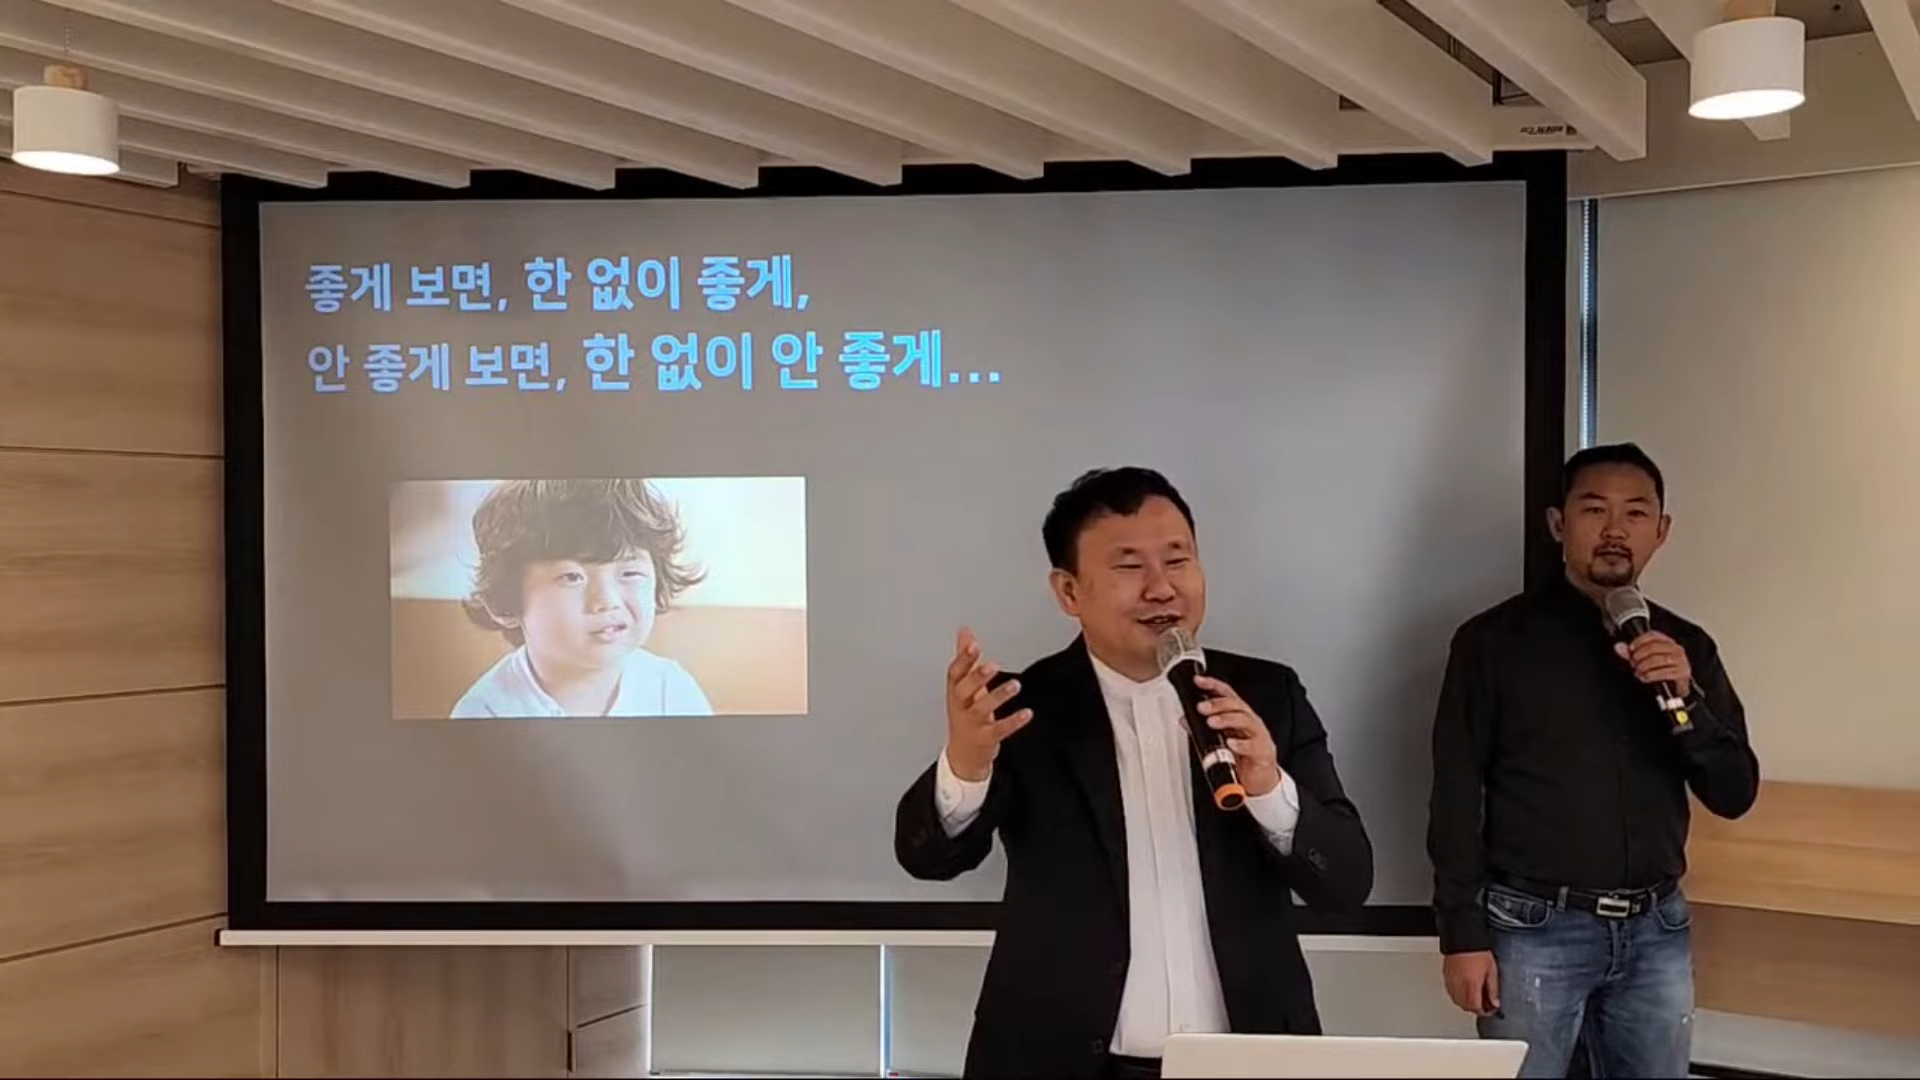 좋게 보면, 한 없이 좋게,
안 좋게 보면, 한 없이 안 좋게...